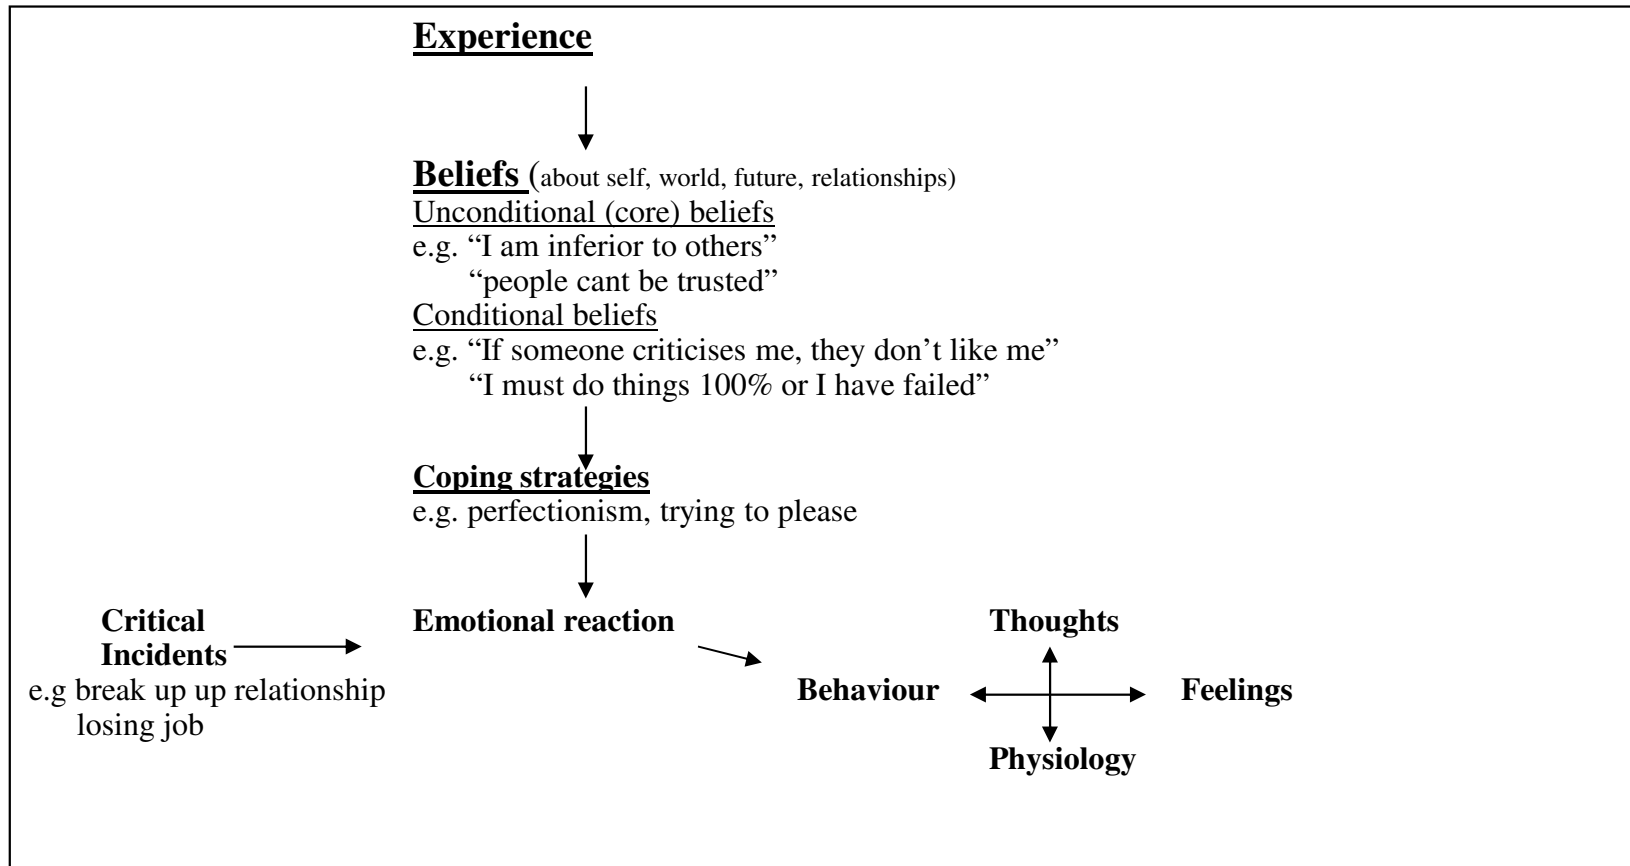 Experience
Beliefs (about self, world, future, relationships)
Unconditional (core) beliefs
e.g. “I am inferior to others”
“people cant be trusted”
Conditional beliefs
e.g. “If someone criticises me, they don’t like me”
“I must do things 100% or I have failed”
Coping strategies
e.g. perfectionism, trying to please
Critical
Incidents
e.g break up up relationship
losing job
Emotional reaction
Thoughts
Behaviour
Feelings
Physiology